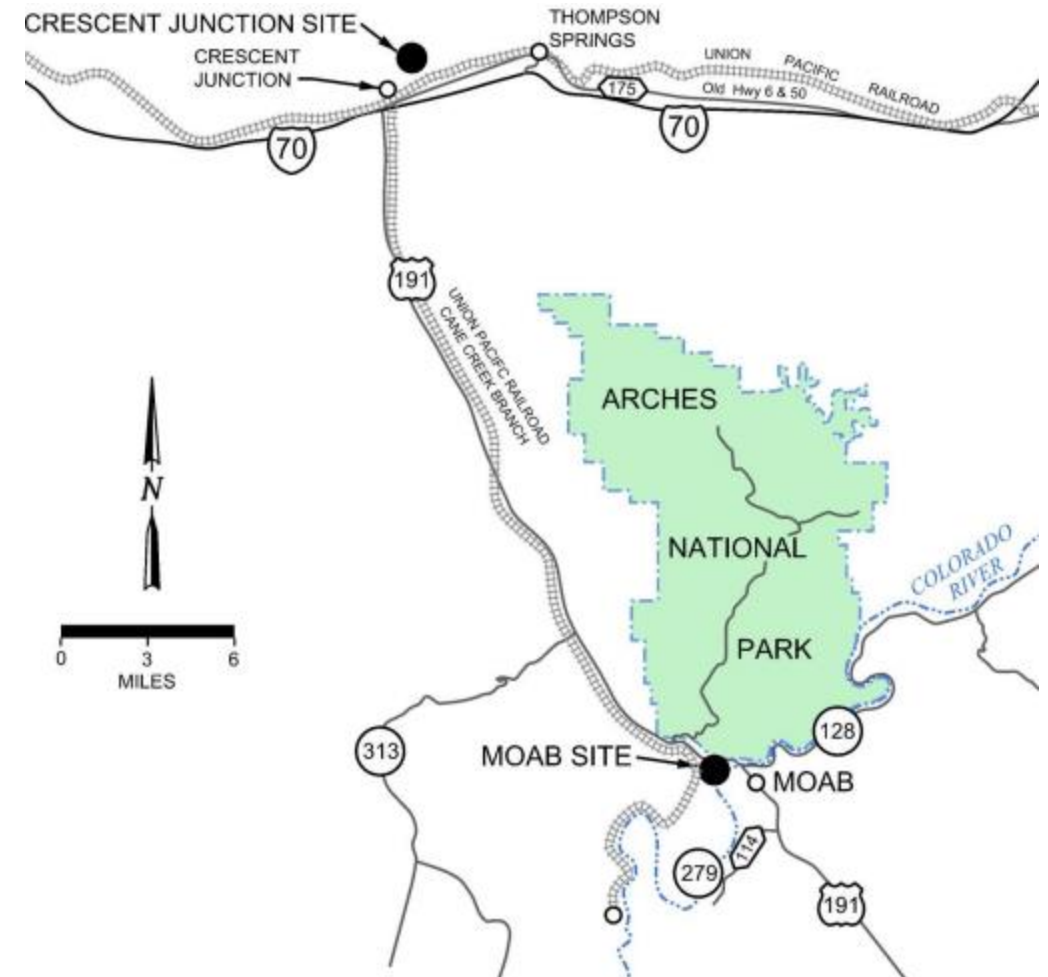 CRESCENT JUNCTION SITE
THOMPSON
SPRINGS
CRESCENT
JUNCTION
UNION
PACIFIC
RAILROAD
175
Old Hwy 6 & 50
70
70
191
UNION PACIFC RAILROAD
CANE CREEK BRANCH
ARCHES
NATIONAL
PARK
N
COLORADO
RIVER
0
3
6
MILES
313
128
MOAB SITE
MOAB
279
114
191